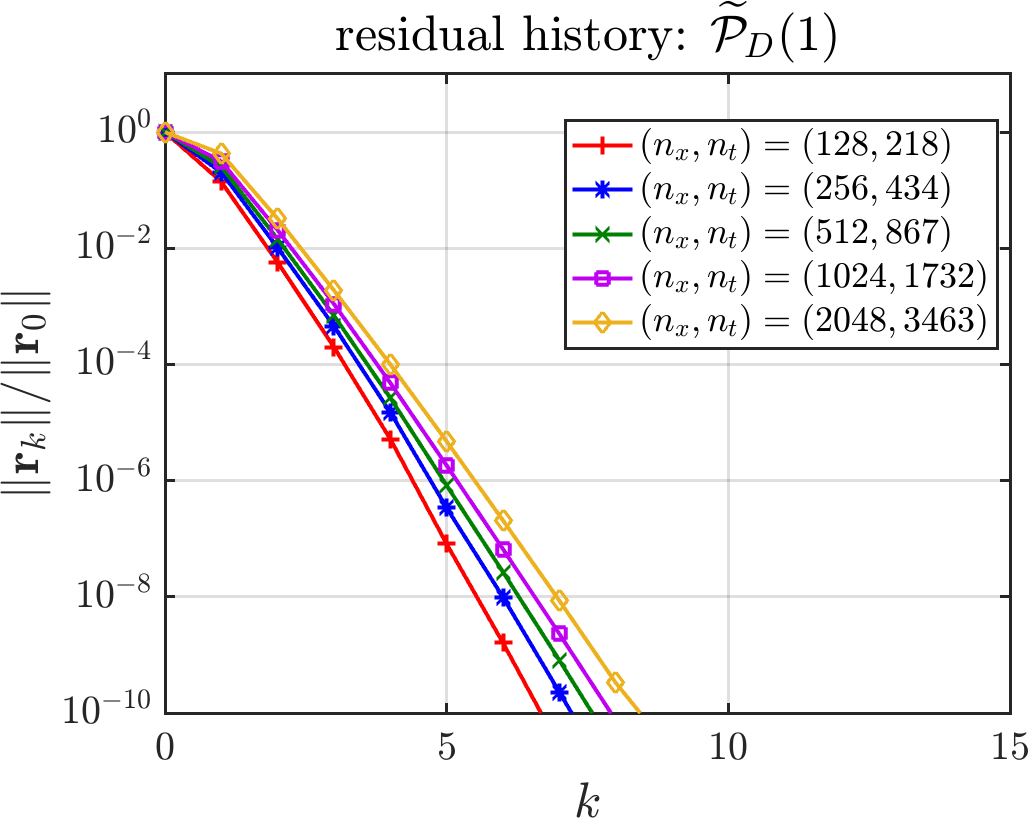 residual history: $\widetilde{\mathcal{P}}_D(1)$
$10^{0}$
$10^{-2}$
$10^{-4}$
$10^{-6}$
$10^{-8}$
$10^{-10}$
$\|\mathbf{r}_k\|/\|\mathbf{r}_0\|$
$(n_x, n_t) = (128, 218)$
$(n_x, n_t) = (256, 434)$
$(n_x, n_t) = (512, 867)$
$(n_x, n_t) = (1024, 1732)$
$(n_x, n_t) = (2048, 3463)$
0 5 10 15
$k$